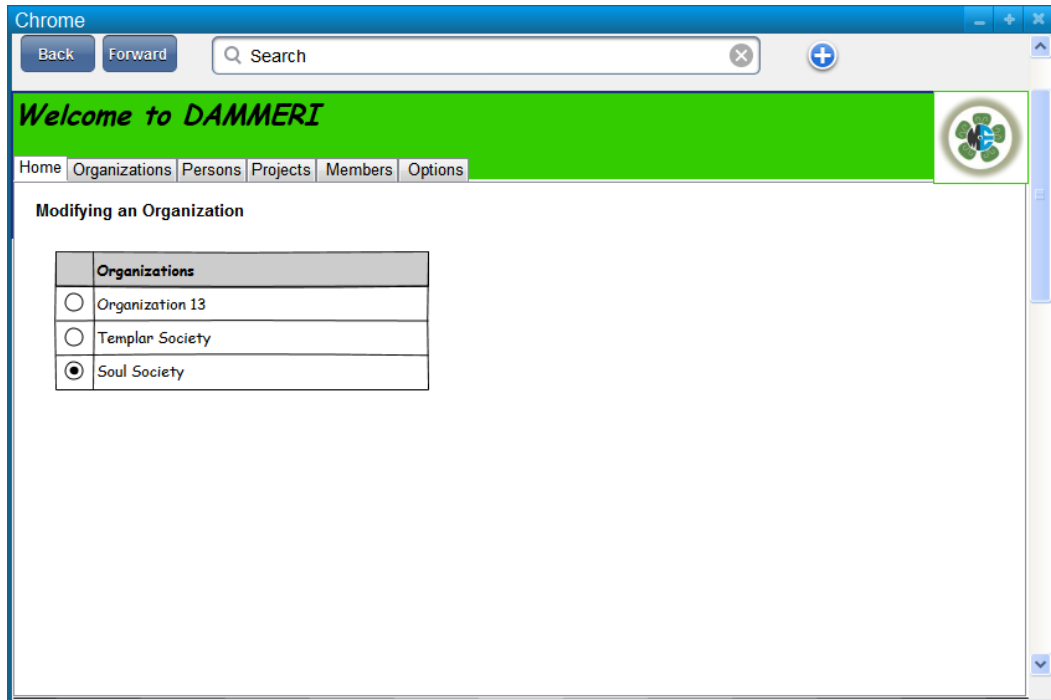 Chrome
Back Forward Search
Welcome to DAMMERI
Home Organizations Persons Projects Members Options
Modifying an Organization
Organizations
Organization 13
Templar Society
Soul Society